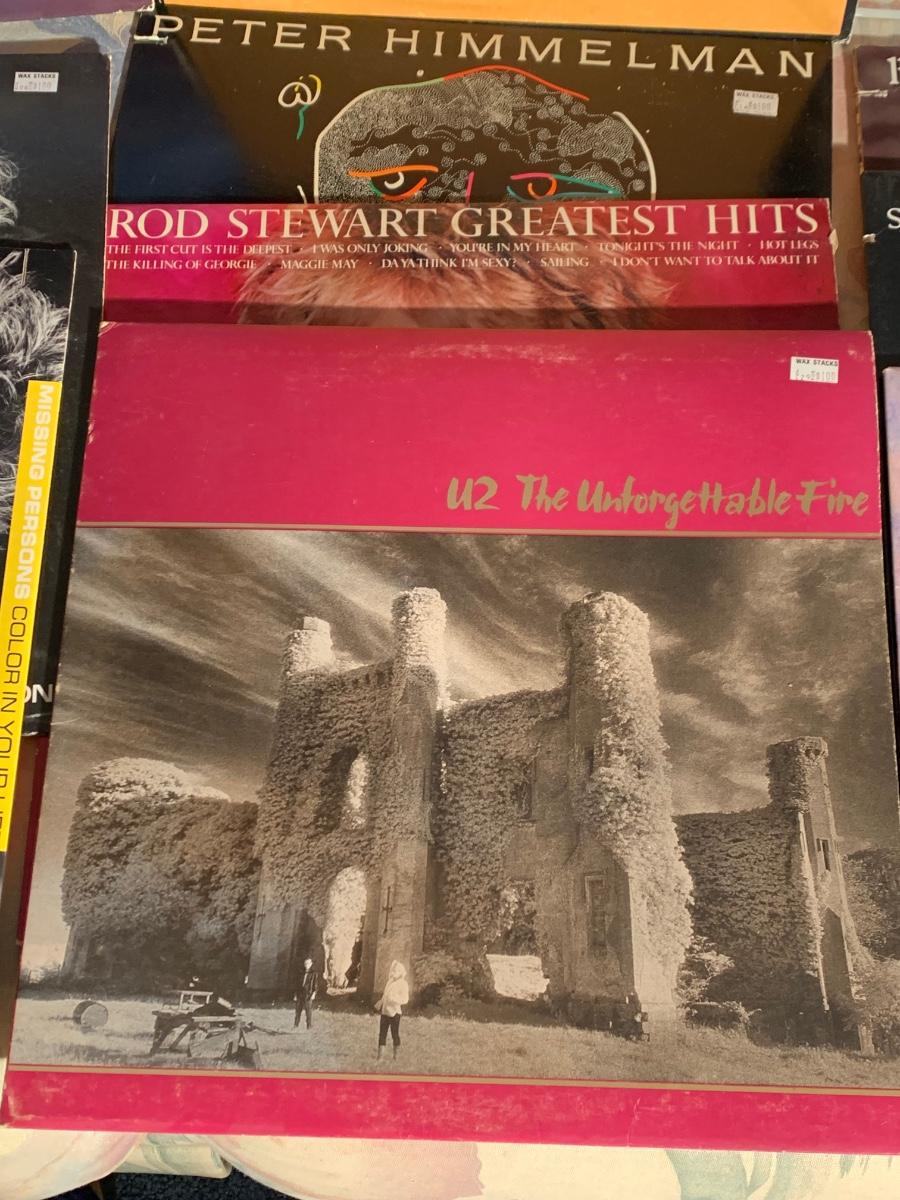 PETER HIMMELMAN
WAX STACKS
WAX STACKS
ROD STEWART GREATEST HITS
THE FIRST CUT IS THE DEEPEST · I WAS ONLY JOKING · YOU'RE IN MY HEART · TONIGHT'S THE NIGHT · HOT LEGS
THE KILLING OF GEORGIE · MAGGIE MAY · DA YA THINK I'M SEXY? · SAILING · I DON'T WANT TO TALK ABOUT IT
WAX STACKS
U2 The Unforgettable Fire
MISSING PERSONS COLOR IN YOUR